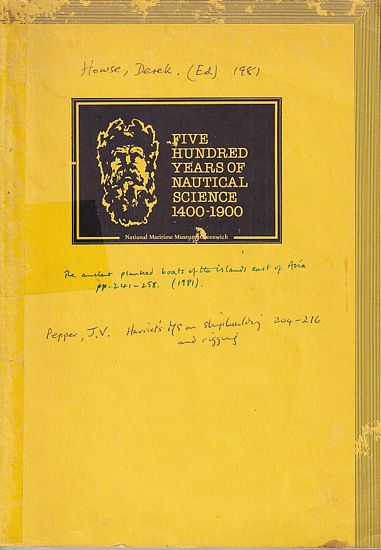 Howse, Derek. (Ed) 1981
FIVE
HUNDRED
YEARS OF
NAUTICAL
SCIENCE
1400-1900
National Maritime Museum Greenwich
The ancient planked boats of the islands east of Asia
pp. 241-258. (1981).
Pepper, J.V. Harriot's MS on shipbuilding 204-216
and rigging